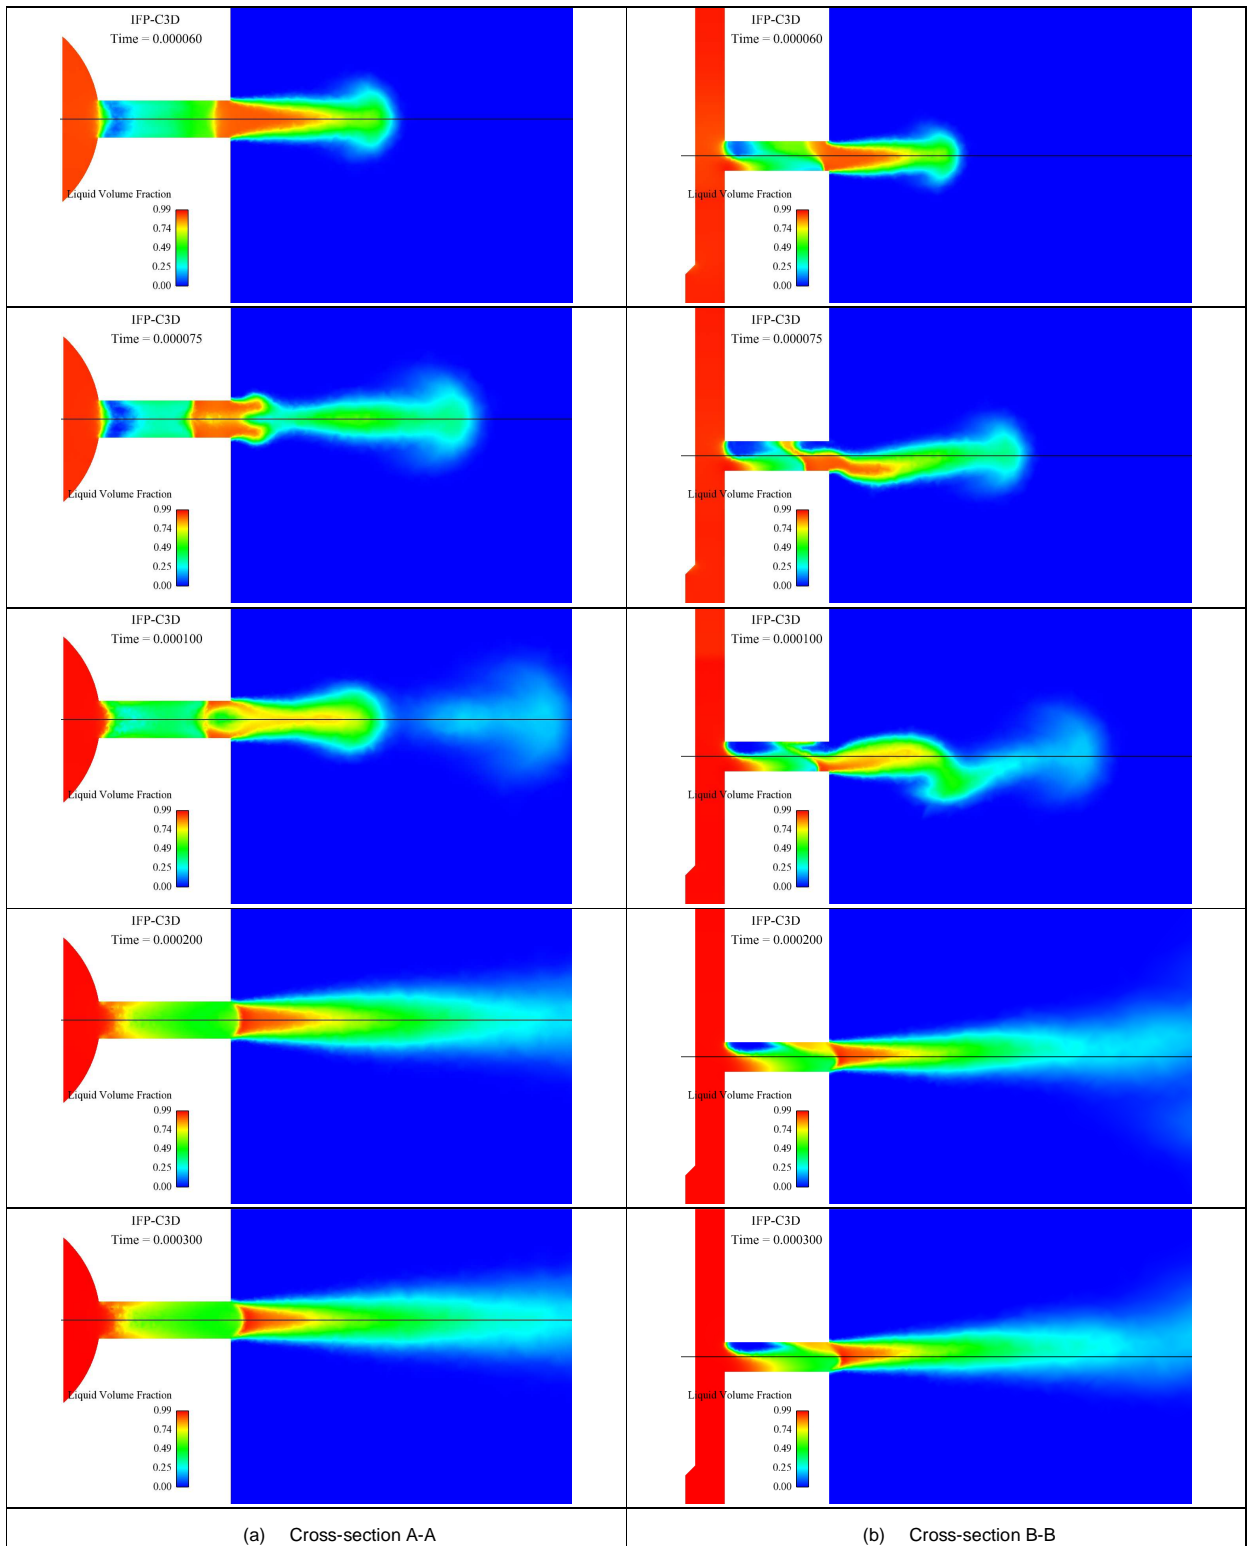 IFP-C3D
Time = 0.000060
Liquid Volume Fraction
0.99
0.74
0.49
0.25
0.00
IFP-C3D
Time = 0.000060
Liquid Volume Fraction
0.99
0.74
0.49
0.25
0.00
IFP-C3D
Time = 0.000075
Liquid Volume Fraction
0.99
0.74
0.49
0.25
0.00
IFP-C3D
Time = 0.000075
Liquid Volume Fraction
0.99
0.74
0.49
0.25
0.00
IFP-C3D
Time = 0.000100
Liquid Volume Fraction
0.99
0.74
0.49
0.25
0.00
IFP-C3D
Time = 0.000100
Liquid Volume Fraction
0.99
0.74
0.49
0.25
0.00
IFP-C3D
Time = 0.000200
Liquid Volume Fraction
0.99
0.74
0.49
0.25
0.00
IFP-C3D
Time = 0.000200
Liquid Volume Fraction
0.99
0.74
0.49
0.25
0.00
IFP-C3D
Time = 0.000300
Liquid Volume Fraction
0.99
0.74
0.49
0.25
0.00
IFP-C3D
Time = 0.000300
Liquid Volume Fraction
0.99
0.74
0.49
0.25
0.00
(a) Cross-section A-A
(b) Cross-section B-B